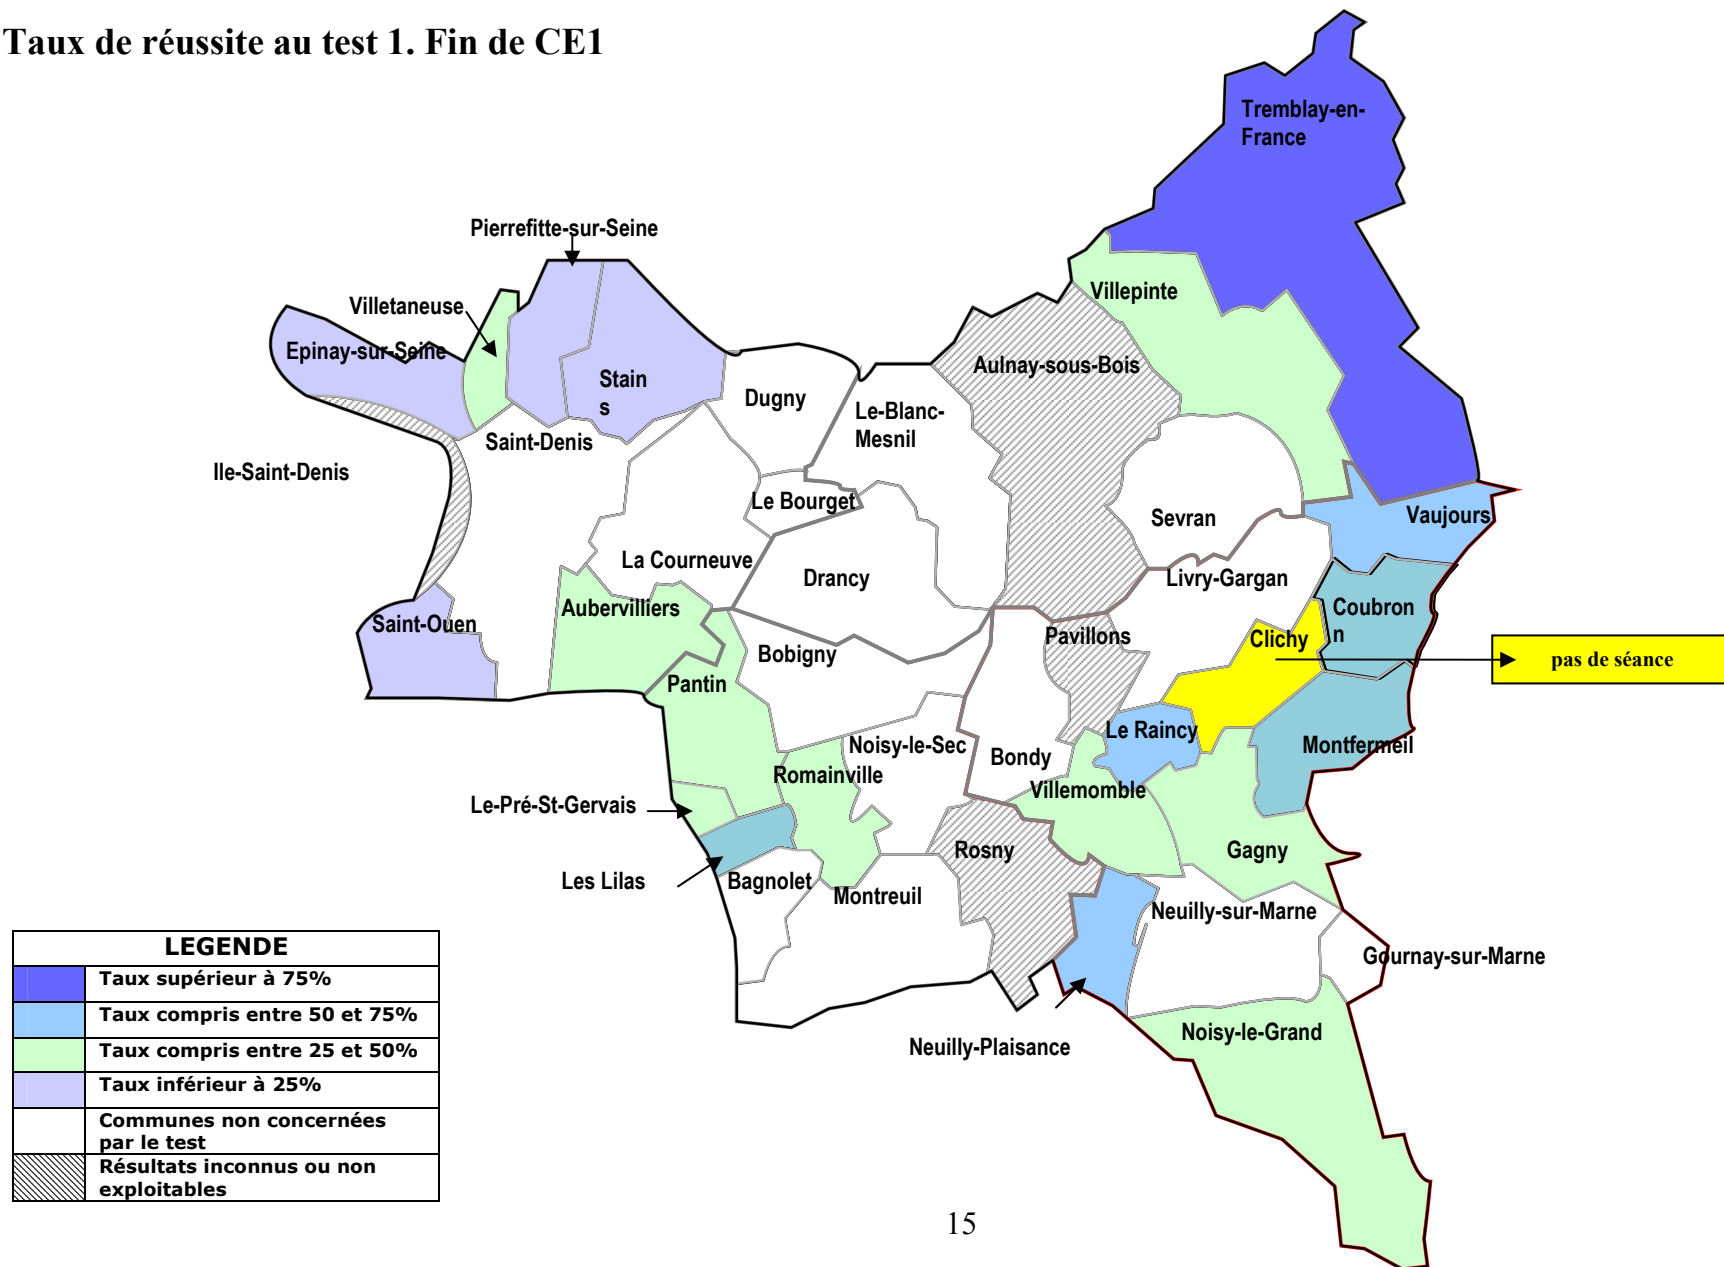 Taux de réussite au test 1. Fin de CE1
Tremblay-en-
France
Pierrefitte-sur-Seine
Villetaneuse
Villepinte
Epinay-sur-Seine
Aulnay-sous-Bois
Stain
s
Dugny
Le-Blanc-
Mesnil
Saint-Denis
Ile-Saint-Denis
Le Bourget
Sevran
Vaujours
La Courneuve
Drancy
Livry-Gargan
Aubervilliers
Coubron
n
Saint-Ouen
Pavillons
Clichy
Bobigny
pas de séance
Pantin
Le Raincy
Noisy-le-Sec
Bondy
Montfermeil
Romainville
Villemomble
Le-Pré-St-Gervais
Rosny
Gagny
Les Lilas
Bagnolet
Montreuil
Neuilly-sur-Marne
Gournay-sur-Marne
Noisy-le-Grand
Neuilly-Plaisance
LEGENDE
Taux supérieur à 75%
Taux compris entre 50 et 75%
Taux compris entre 25 et 50%
Taux inférieur à 25%
Communes non concernées
par le test
Résultats inconnus ou non
exploitables
15